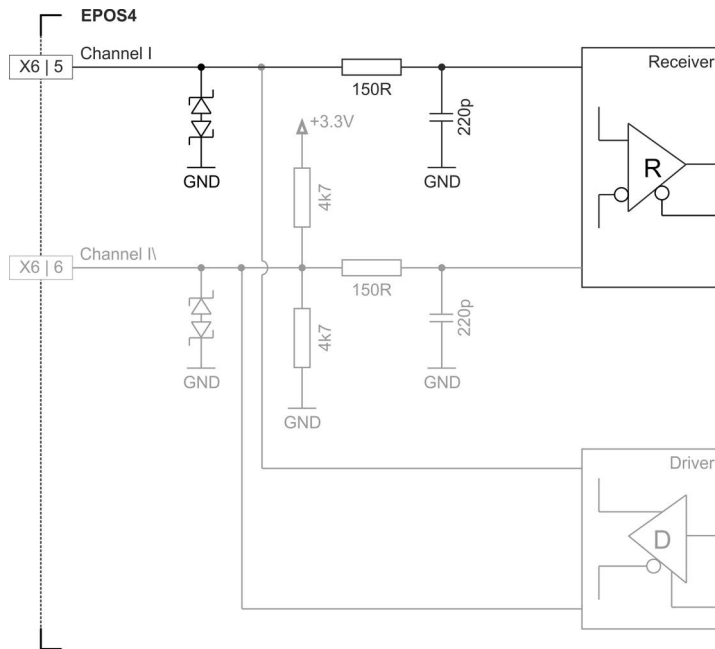 EPOS4
X6 | 5
Channel I
150R
220p
GND
GND
+3.3V
4k7
Receiver
R
X6 | 6
Channel I\
150R
220p
GND
4k7
GND
GND
Driver
D